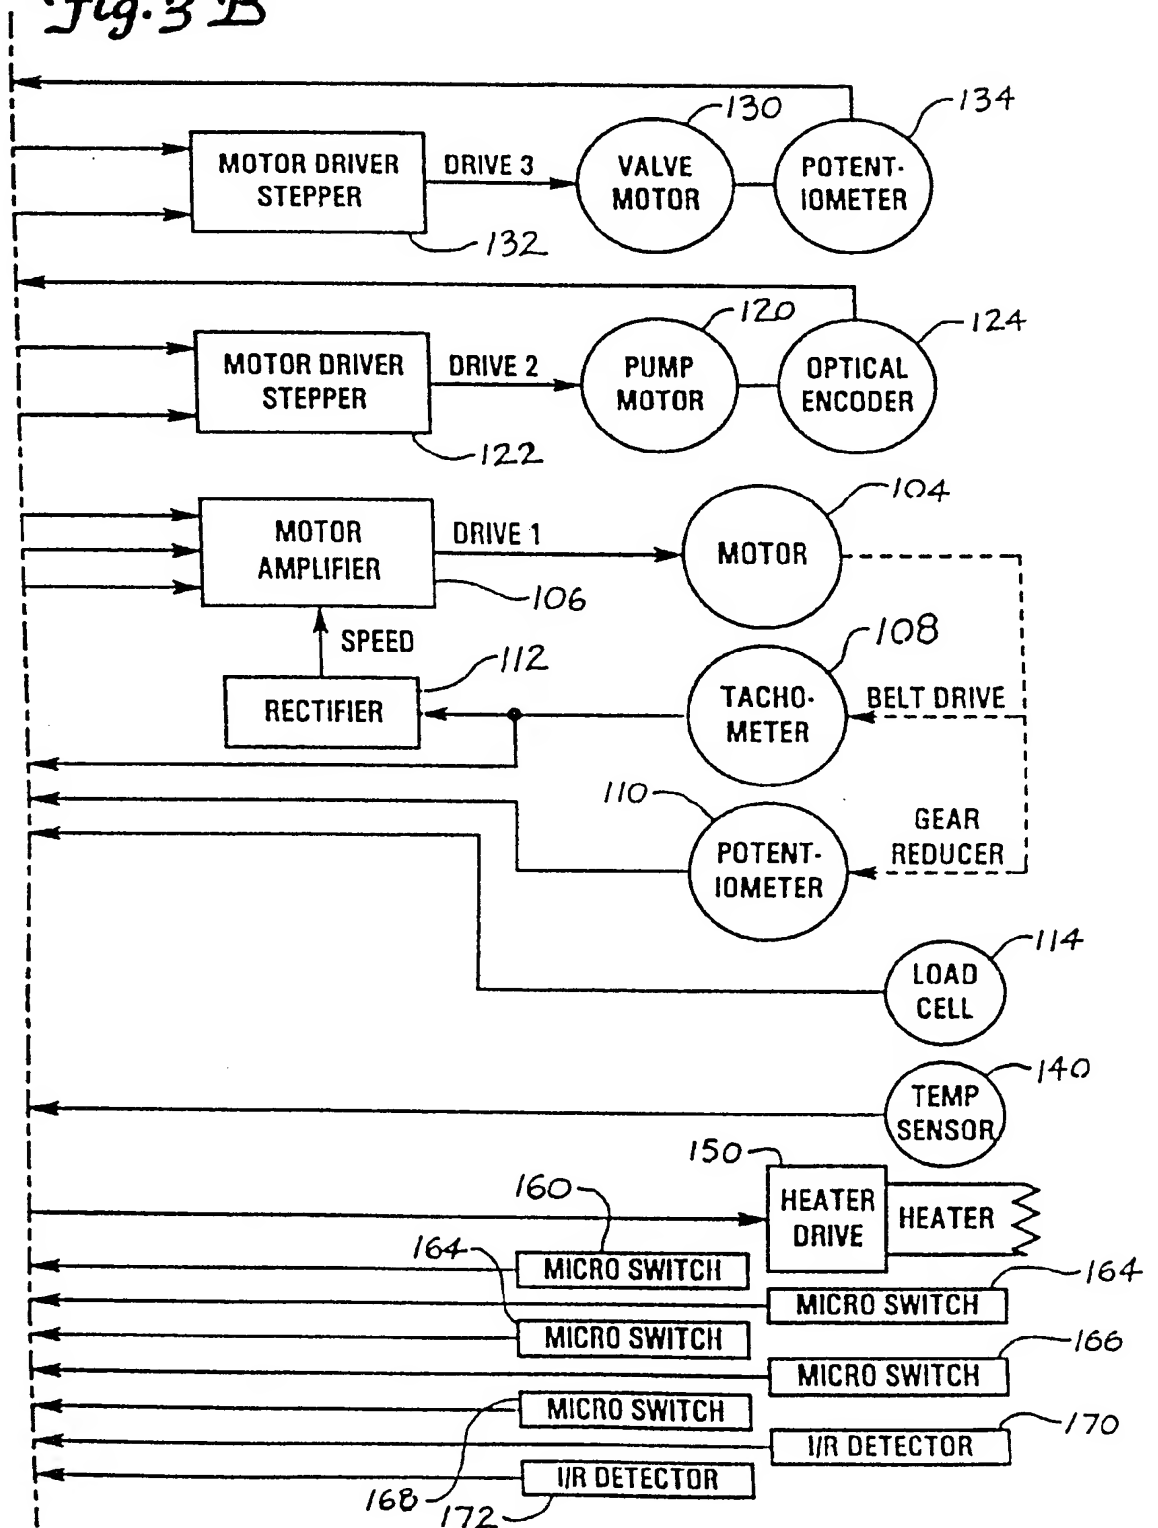 Fig. 3 B
134
130
MOTOR DRIVER
STEPPER
DRIVE 3
VALVE
MOTOR
POTENT-
IOMETER
132
120
124
MOTOR DRIVER
STEPPER
DRIVE 2
PUMP
MOTOR
OPTICAL
ENCODER
122
104
MOTOR
AMPLIFIER
DRIVE 1
MOTOR
106
SPEED
108
112
RECTIFIER
TACHO-
METER
BELT DRIVE
110
POTENT-
IOMETER
GEAR
REDUCER
114
LOAD
CELL
140
TEMP
SENSOR
150
160
HEATER
DRIVE
HEATER
164
MICRO SWITCH
164
MICRO SWITCH
MICRO SWITCH
166
MICRO SWITCH
MICRO SWITCH
170
I/R DETECTOR
I/R DETECTOR
168
172